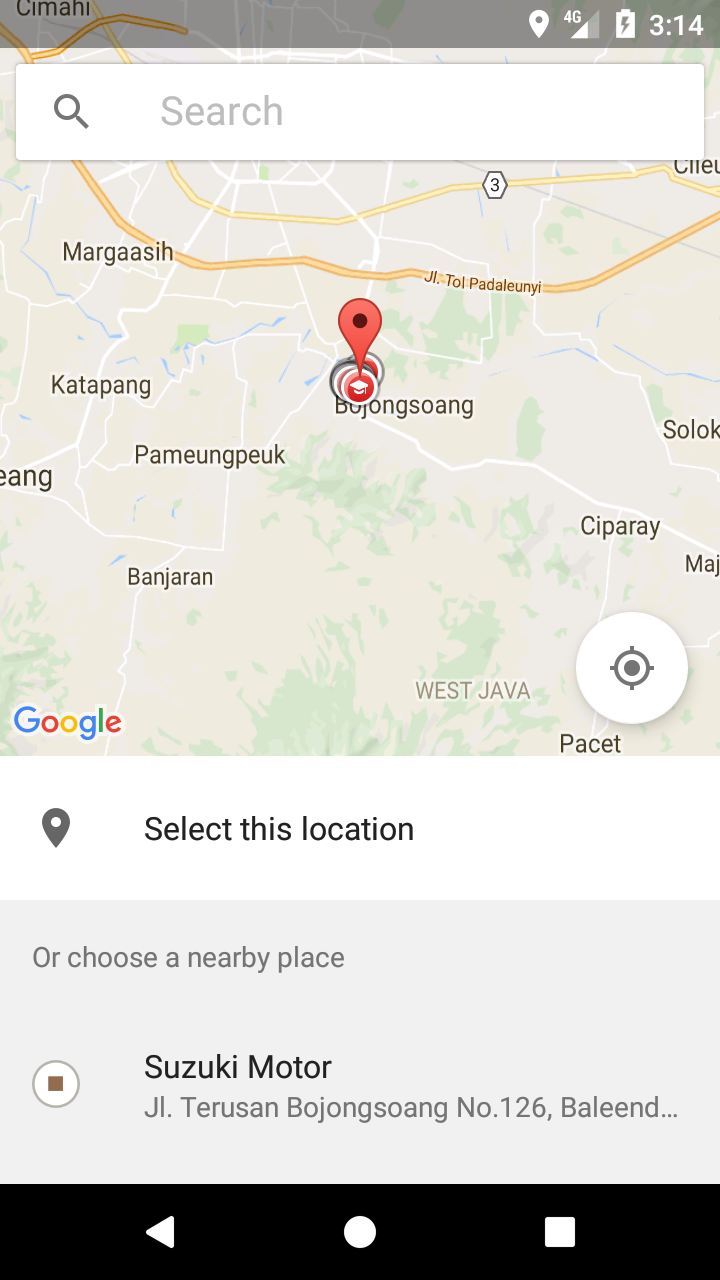 Cimahi
4G 3:14
Search
3
Margaasih
Jl. Tol Padaleunyi
Katapang
Bojongsoang
Solok
Pameungpeuk
eang
Ciparay
Maj
Banjaran
WEST JAVA
Google
Pacet
Select this location
Or choose a nearby place
Suzuki Motor
Jl. Terusan Bojongsoang No.126, Baleend...